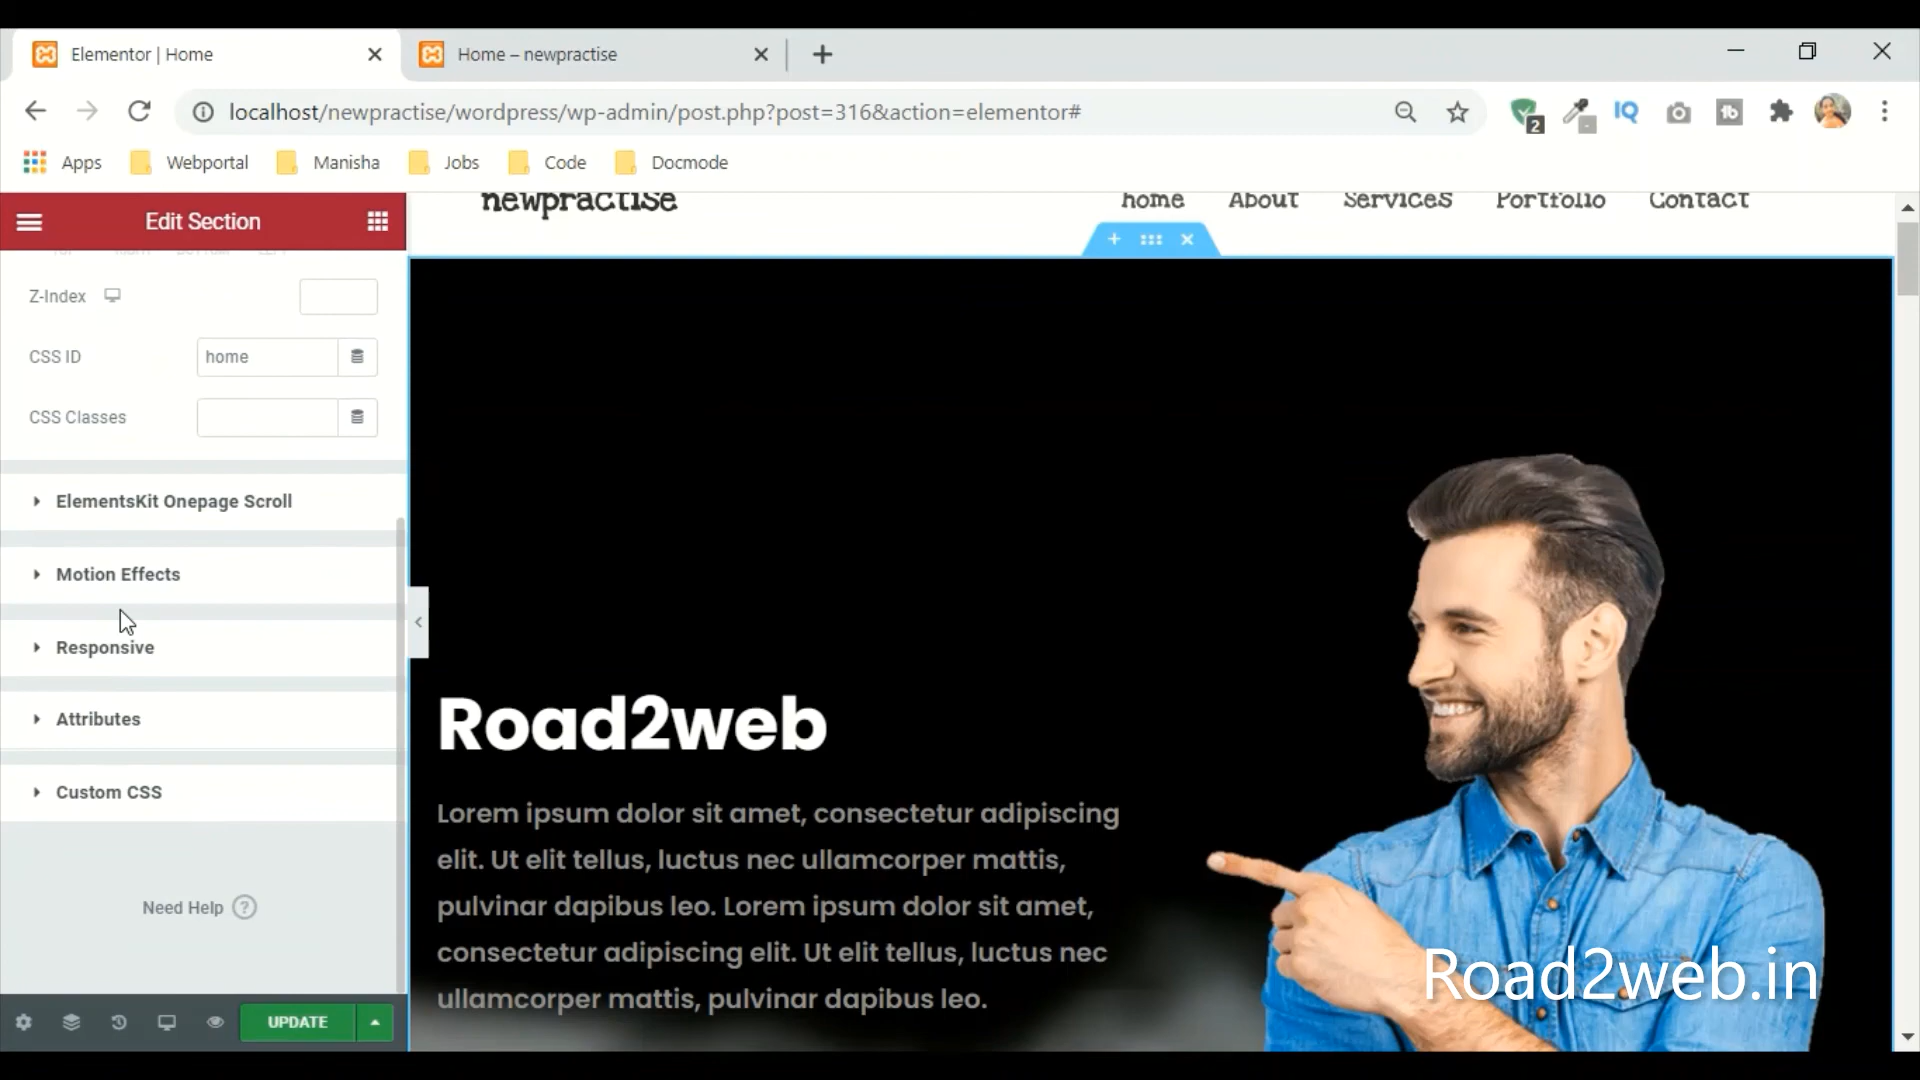 Elementor | Home
Home – newpractise
localhost/newpractise/wordpress/wp-admin/post.php?post=316&action=elementor#
2
IQ
tb
Apps
Webportal
Manisha
Jobs
Code
Docmode
Edit Section
newpractise
home
About
Services
Portfolio
Contact
Z-Index
CSS ID
home
CSS Classes
ElementsKit Onepage Scroll
Motion Effects
Responsive
Attributes
Custom CSS
Need Help ?
UPDATE
Road2web
Lorem ipsum dolor sit amet, consectetur adipiscing
elit. Ut elit tellus, luctus nec ullamcorper mattis,
pulvinar dapibus leo. Lorem ipsum dolor sit amet,
consectetur adipiscing elit. Ut elit tellus, luctus nec
ullamcorper mattis, pulvinar dapibus leo.
Road2web.in